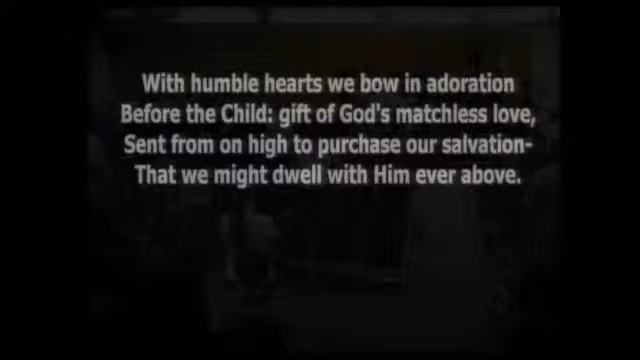 With humble hearts we bow in adoration
Before the Child: gift of God's matchless love,
Sent from on high to purchase our salvation-
That we might dwell with Him ever above.